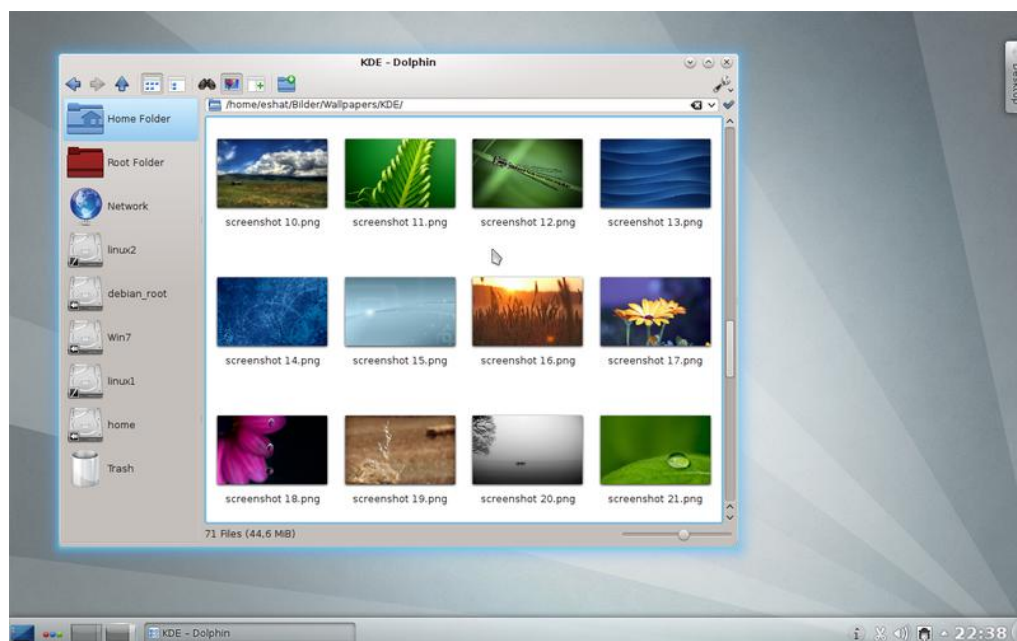 KDE - Dolphin
/home/eshat/Bilder/Wallpapers/KDE/
Home Folder
Root Folder
Network
linux2
debian_root
Win7
linux1
home
Trash
screenshot 10.png screenshot 11.png screenshot 12.png screenshot 13.png
screenshot 14.png screenshot 15.png screenshot 16.png screenshot 17.png
screenshot 18.png screenshot 19.png screenshot 20.png screenshot 21.png
71 Files (44,6 MiB)
Desktop
KDE - Dolphin
22:38